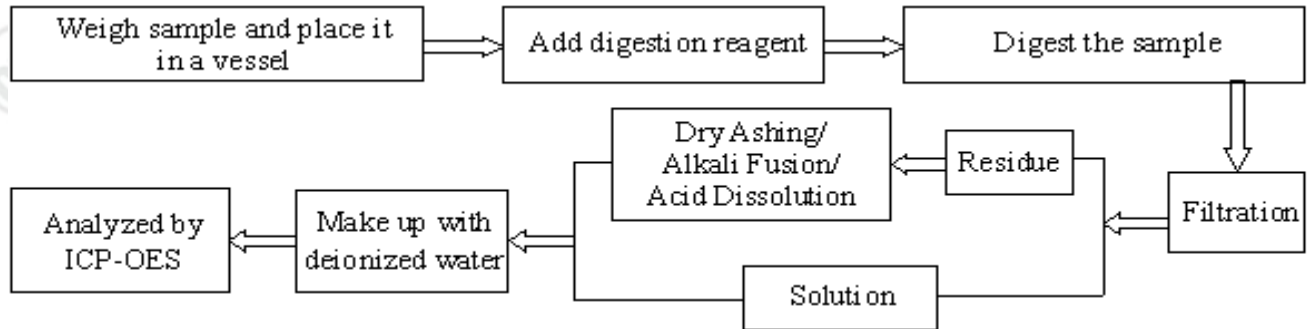 Weigh sample and place it
in a vessel
Add digestion reagent
Digest the sample
Filtration
Residue
Dry Ashing/
Alkali Fusion/
Acid Dissolution
Solution
Make up with
deionized water
Analyzed by
ICP-OES